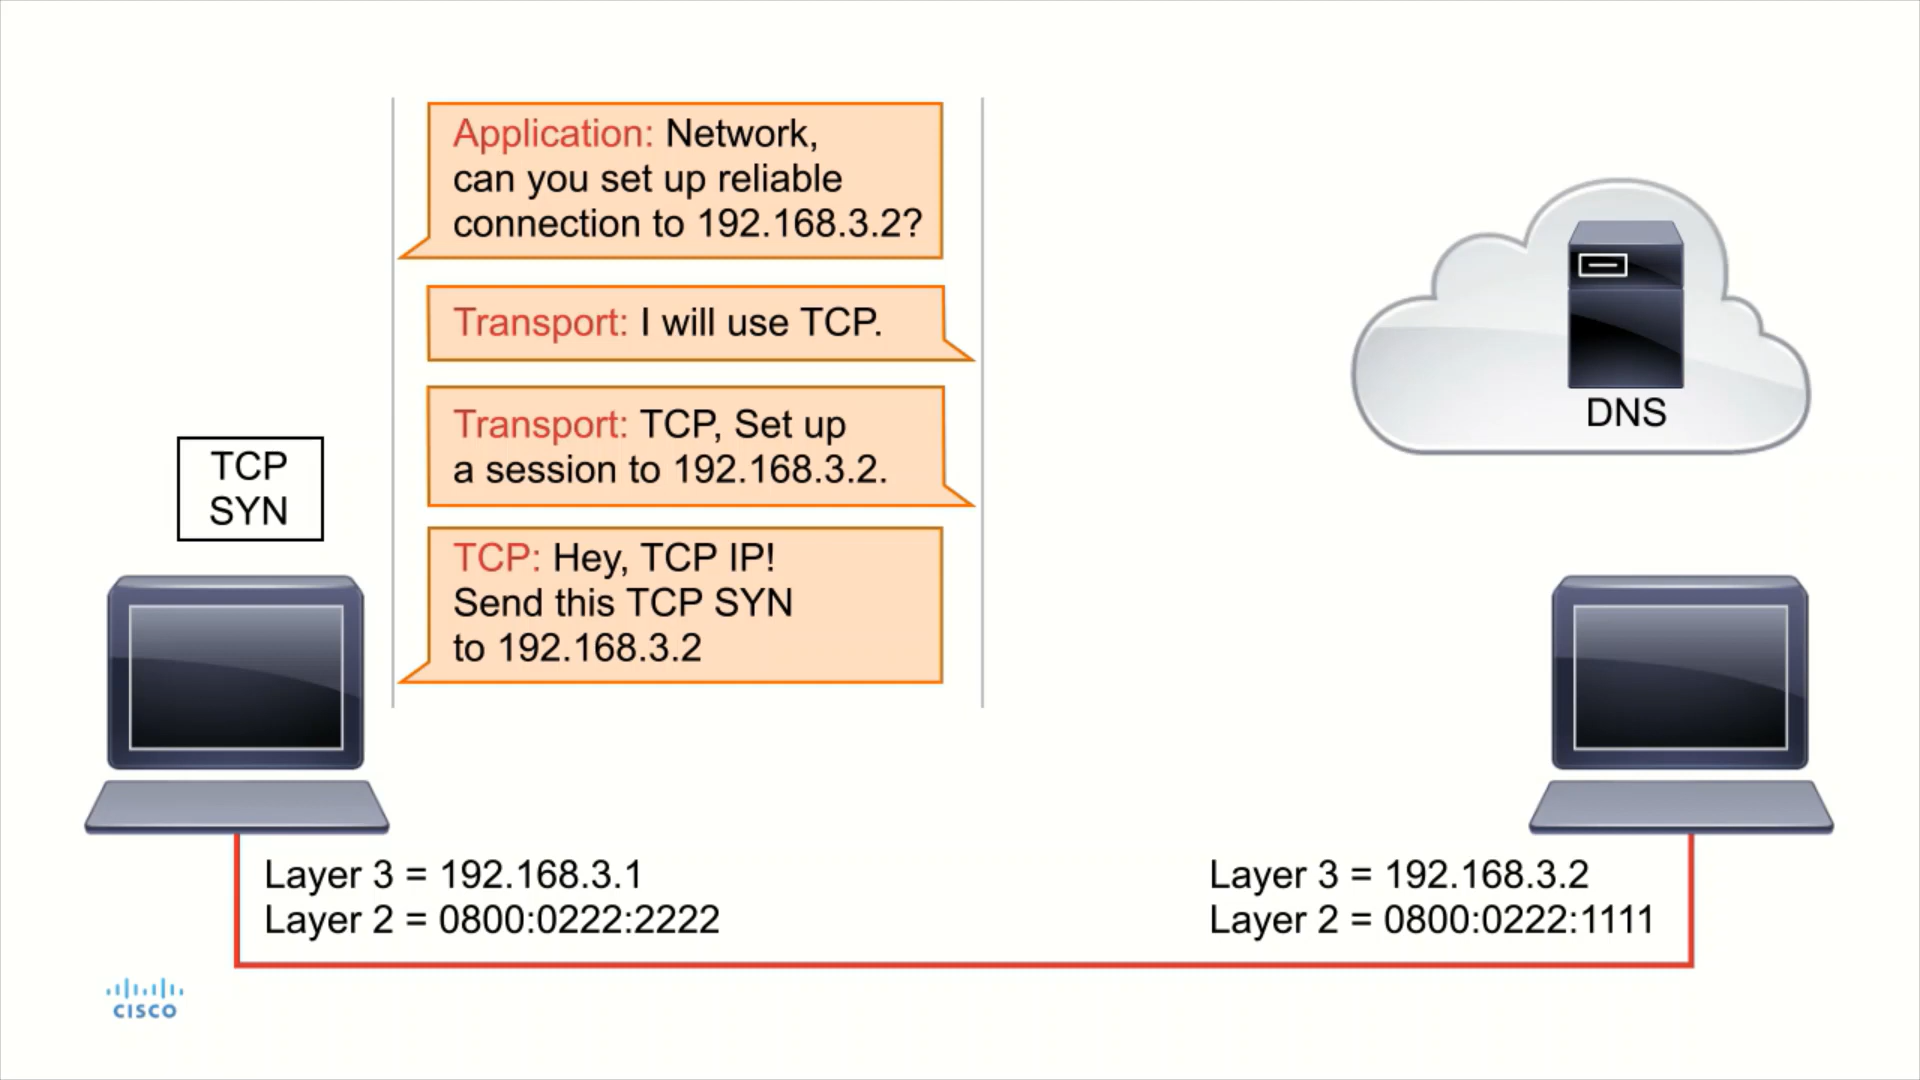 Application: Network,
can you set up reliable
connection to 192.168.3.2?
Transport: I will use TCP.
Transport: TCP, Set up
a session to 192.168.3.2.
TCP: Hey, TCP IP!
Send this TCP SYN
to 192.168.3.2
TCP
SYN
DNS
Layer 3 = 192.168.3.1
Layer 2 = 0800:0222:2222
Layer 3 = 192.168.3.2
Layer 2 = 0800:0222:1111
CISCO